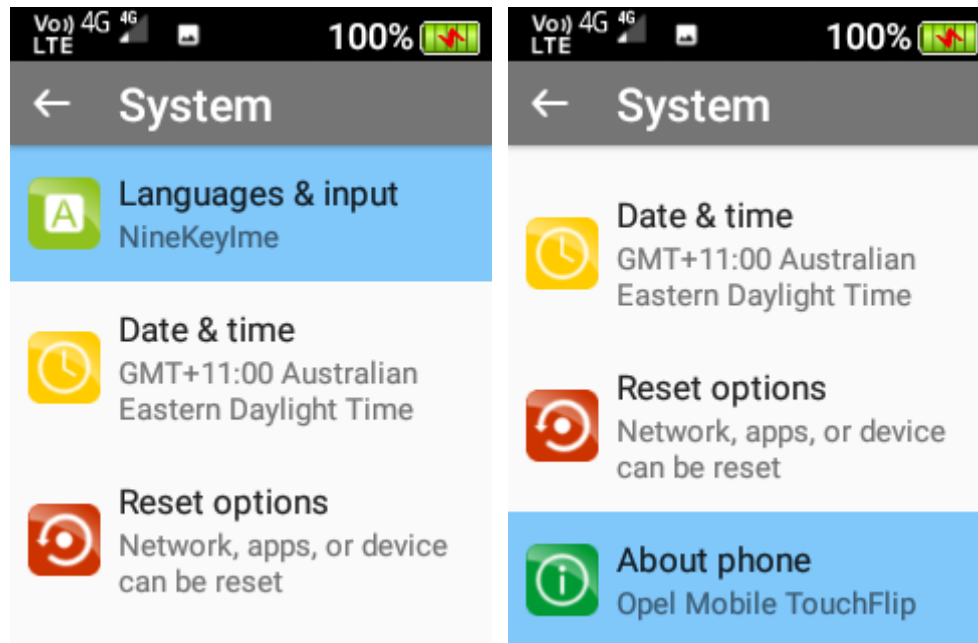 Vo)) 4G 4G 100%
LTE
System
Languages & input
NineKeyIme
Date & time
GMT+11:00 Australian
Eastern Daylight Time
Reset options
Network, apps, or device
can be reset
Vo)) 4G 4G 100%
LTE
System
Date & time
GMT+11:00 Australian
Eastern Daylight Time
Reset options
Network, apps, or device
can be reset
About phone
Opel Mobile TouchFlip